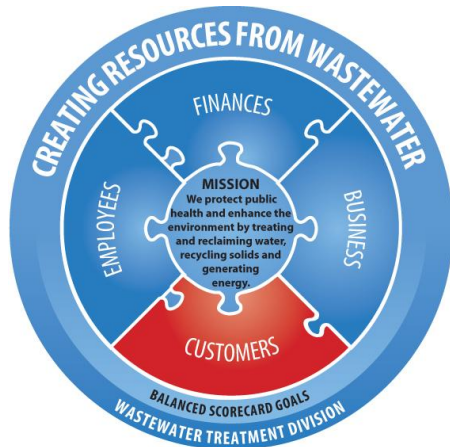 CREATING RESOURCES FROM WASTEWATER
FINANCES
EMPLOYEES
MISSION
We protect public
health and enhance the
environment by treating
and reclaiming water,
recycling solids and
generating
energy.
BUSINESS
CUSTOMERS
BALANCED SCORECARD GOALS
WASTEWATER TREATMENT DIVISION